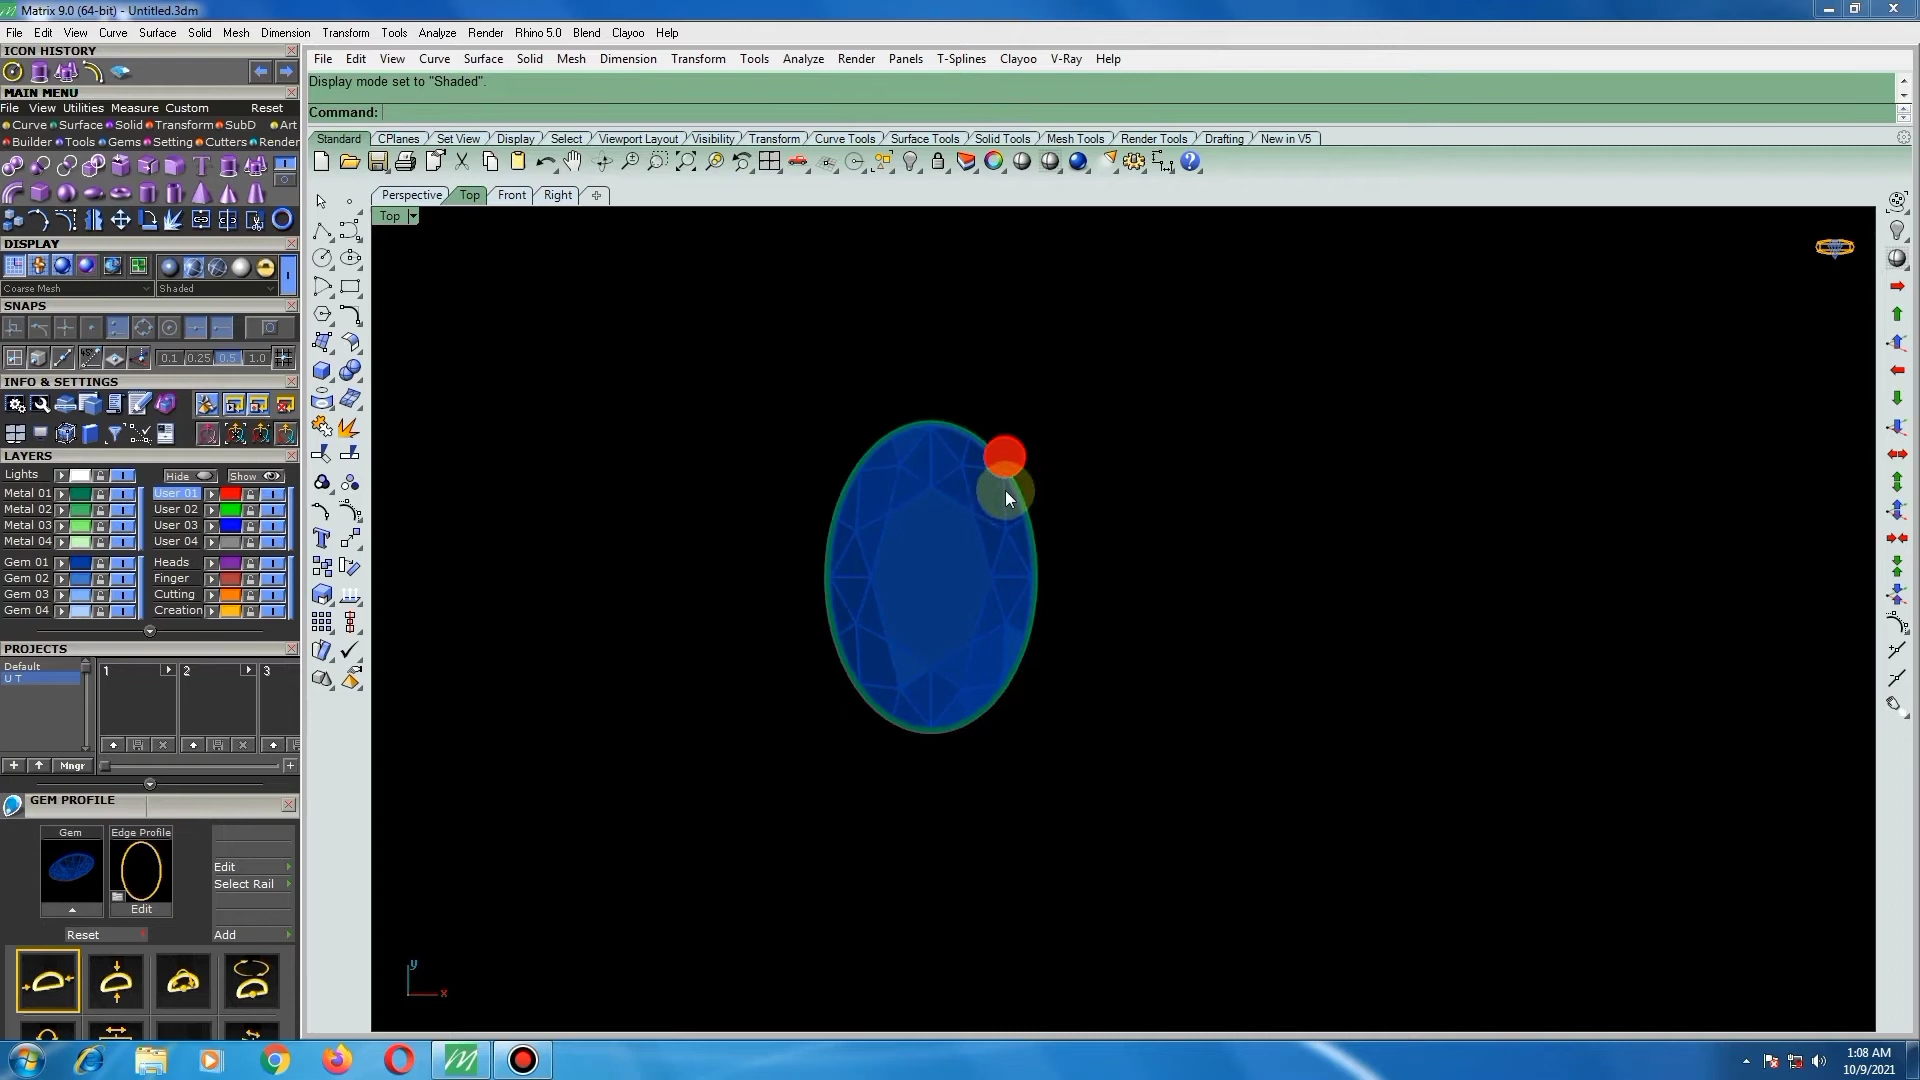 Matrix 9.0 (64-bit) - Untitled.3dm
File Edit View Curve Surface Solid Mesh Dimension Transform Tools Analyze Render Rhino 5.0 Blend Clayoo Help
ICON HISTORY
MAIN MENU
File View Utilities Measure Custom Reset
Curve Surface Solid Transform SubD Art
Builder Tools Gems Setting Cutters Render
DISPLAY
Coarse Mesh Shaded
SNAPS
0.1 0.25 0.5 1.0
INFO & SETTINGS
LAYERS
Lights Hide Show
Metal 01 User 01
Metal 02 User 02
Metal 03 User 03
Metal 04 User 04
Gem 01 Heads
Gem 02 Finger
Gem 03 Cutting
Gem 04 Creation
PROJECTS
Default
U T
1 2 3
Mngr
GEM PROFILE
Gem Edge Profile
Edit
Select Rail
Edit
Reset Add
File Edit View Curve Surface Solid Mesh Dimension Transform Tools Analyze Render Panels T-Splines Clayoo V-Ray Help
Display mode set to "Shaded".
Command:
Standard CPlanes Set View Display Select Viewport Layout Visibility Transform Curve Tools Surface Tools Solid Tools Mesh Tools Render Tools Drafting New in V5
Perspective Top Front Right
Top
y
x
1:08 AM
10/9/2021